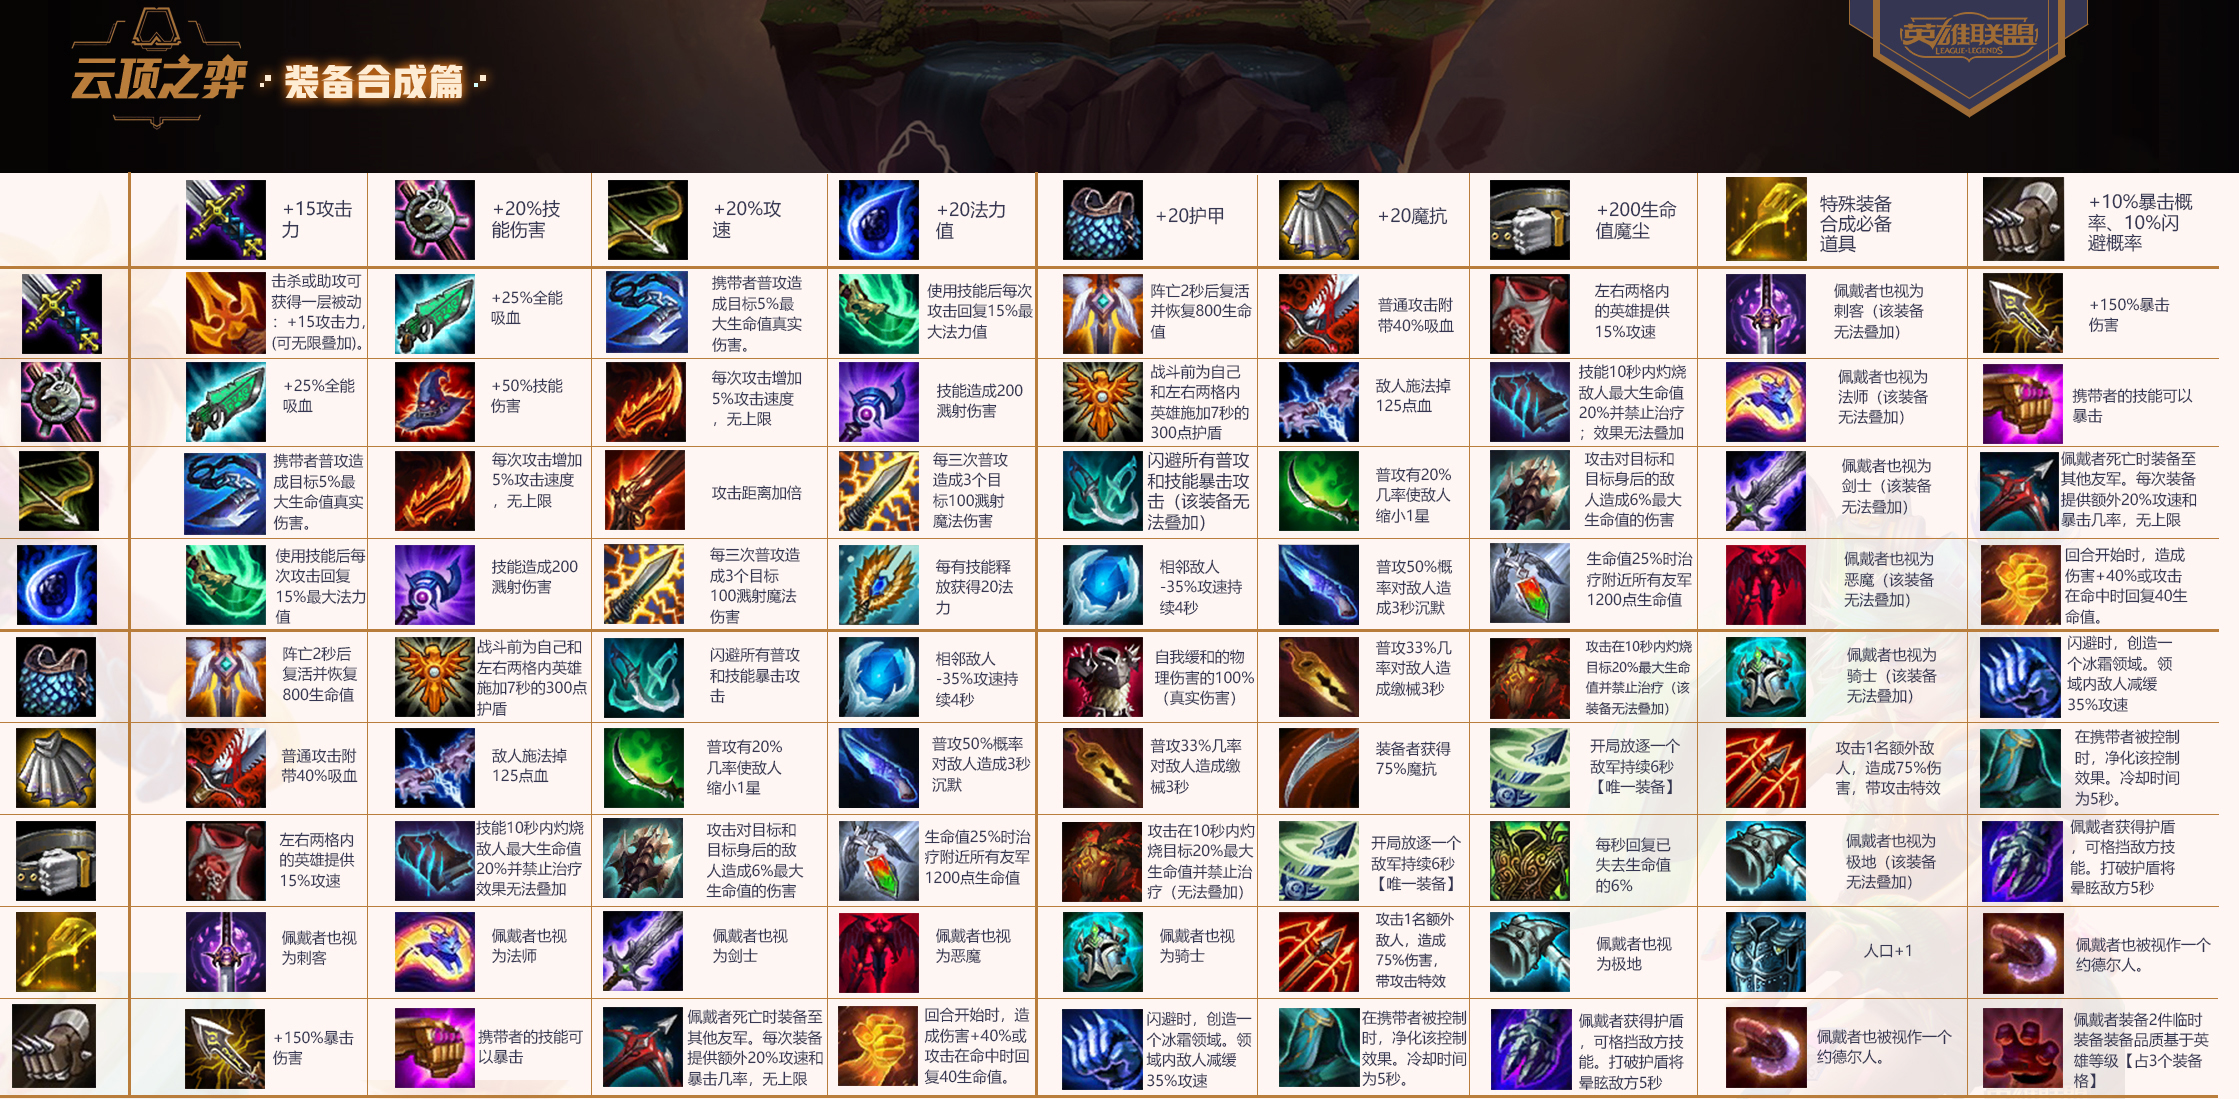 云顶之弈
·装备合成篇·
英雄联盟
LEAGUE·LEGENDS
+15攻击
力
+20%技
能伤害
+20%攻
速
+20法力
值
+20护甲
+20魔抗
+200生命
值魔尘
特殊装备
合成必备
道具
+10%暴击概
率、10%闪
避概率
击杀或助攻可
获得一层被动
：+15攻击力,
(可无限叠加)。
+25%全能
吸血
携带者普攻造
成目标5%最
大生命值真实
伤害。
使用技能后每次
攻击回复15%最
大法力值
阵亡2秒后复活
并恢复800生命
值
普通攻击附
带40%吸血
左右两格内
的英雄提供
15%攻速
佩戴者也视为
刺客（该装备
无法叠加）
+150%暴击
伤害
+25%全能
吸血
+50%技能
伤害
每次攻击增加
5%攻击速度
，无上限
技能造成200
溅射伤害
战斗前为自己
和左右两格内
英雄施加7秒的
300点护盾
敌人施法掉
125点血
技能10秒内灼烧
敌人最大生命值
20%并禁止治疗
；效果无法叠加
佩戴者也视为
法师（该装备
无法叠加）
携带者的技能可以
暴击
携带者普攻造
成目标5%最
大生命值真实
伤害。
每次攻击增加
5%攻击速度
，无上限
攻击距离加倍
每三次普攻
造成3个目
标100溅射
魔法伤害
闪避所有普攻
和技能暴击攻
击（该装备无
法叠加）
普攻有20%
几率使敌人
缩小1星
攻击对目标和
目标身后的敌
人造成6%最大
生命值的伤害
佩戴者也视为
剑士（该装备
无法叠加）
佩戴者死亡时装备至
其他友军。每次装备
提供额外20%攻速和
暴击几率，无上限
使用技能后每
次攻击回复
15%最大法力
值
技能造成200
溅射伤害
每三次普攻造
成3个目标
100溅射魔法
伤害
每有技能释
放获得20法
力
相邻敌人
-35%攻速持
续4秒
普攻50%概
率对敌人造
成3秒沉默
生命值25%时治
疗附近所有友军
1200点生命值
佩戴者也视为
恶魔（该装备
无法叠加）
回合开始时，造成
伤害+40%或攻击
在命中时回复40生
命值。
阵亡2秒后
复活并恢复
800生命值
战斗前为自己和
左右两格内英雄
施加7秒的300点
护盾
闪避所有普攻
和技能暴击攻
击
相邻敌人
-35%攻速持
续4秒
自我缓和的物
理伤害的100%
（真实伤害）
普攻33%几
率对敌人造
成缴械3秒
攻击在10秒内灼烧
目标20%最大生命
值并禁止治疗（该
装备无法叠加）
佩戴者也视为
骑士（该装备
无法叠加）
闪避时，创造一
个冰霜领域。领
域内敌人减缓
35%攻速
普通攻击附
带40%吸血
敌人施法掉
125点血
普攻有20%
几率使敌人
缩小1星
普攻50%概率
对敌人造成3秒
沉默
普攻33%几率
对敌人造成缴
械3秒
装备者获得
75%魔抗
开局放逐一个
敌军持续6秒
【唯一装备】
攻击1名额外敌
人，造成75%伤
害，带攻击特效
在携带者被控制
时，净化该控制
效果。冷却时间
为5秒。
左右两格内
的英雄提供
15%攻速
技能10秒内灼烧
敌人最大生命值
20%并禁止治疗
效果无法叠加
攻击对目标和
目标身后的敌
人造成6%最大
生命值的伤害
生命值25%时治
疗附近所有友军
1200点生命值
攻击在10秒内灼
烧目标20%最大
生命值并禁止治
疗（无法叠加）
开局放逐一个
敌军持续6秒
【唯一装备】
每秒回复已
失去生命值
的6%
佩戴者也视为
极地（该装备
无法叠加）
佩戴者获得护盾
，可格挡敌方技
能。打破护盾将
晕眩敌方5秒
佩戴者也视
为刺客
佩戴者也视
为法师
佩戴者也视
为剑士
佩戴者也视
为恶魔
佩戴者也视
为骑士
攻击1名额外
敌人，造成
75%伤害，
带攻击特效
佩戴者也视
为极地
人口+1
佩戴者也被视作一个
约德尔人。
+150%暴击
伤害
携带者的技能可
以暴击
佩戴者死亡时装备至
其他友军。每次装备
提供额外20%攻速和
暴击几率，无上限
回合开始时，造
成伤害+40%或
攻击在命中时回
复40生命值。
闪避时，创造一
个冰霜领域。领
域内敌人减缓
35%攻速
在携带者被控制
时，净化该控制
效果。冷却时间
为5秒。
佩戴者获得护盾
，可格挡敌方技
能。打破护盾将
晕眩敌方5秒
佩戴者也被视作一个
约德尔人。
佩戴者装备2件临时
装备装备品质基于英
雄等级【占3个装备
格】